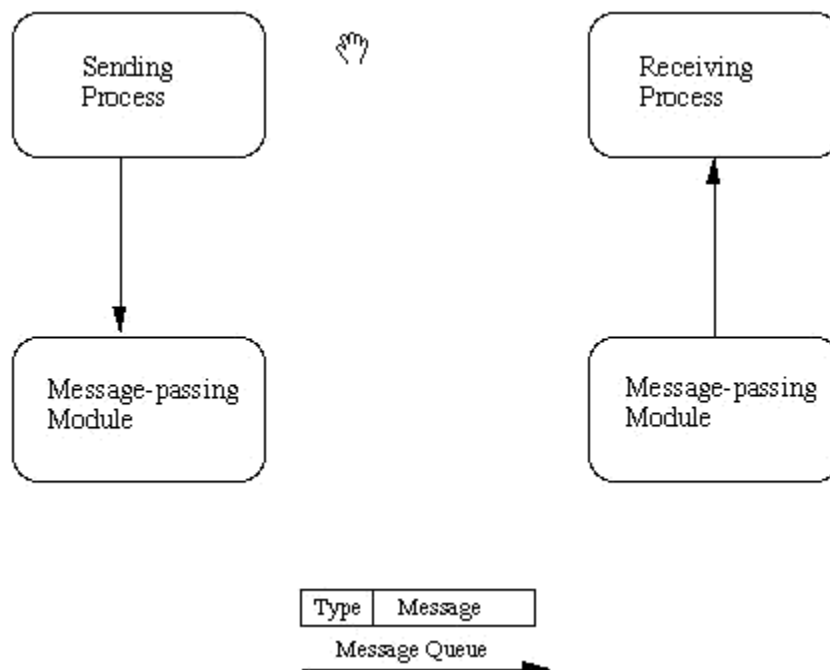 Sending
Process
Receiving
Process
Message-passing
Module
Message-passing
Module
Type Message
Message Queue